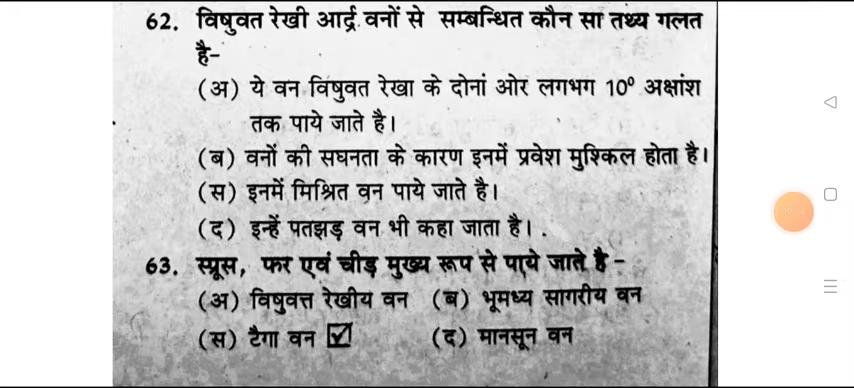 62. विषुवत रेखी आर्द्र वनों से सम्बन्धित कौन सा तथ्य गलत
है-
(अ) ये वन विषुवत रेखा के दोनां ओर लगभग 10⁰ अक्षांश
तक पाये जाते है।
(ब) वनों की सघनता के कारण इनमें प्रवेश मुश्किल होता है।
(स) इनमें मिश्रित वन पाये जाते है।
(द) इन्हें पतझड़ वन भी कहा जाता है।
63. स्प्रूस, फर एवं चीड़ मुख्य रूप से पाये जाते है -
(अ) विषुवत्त रेखीय वन (ब) भूमध्य सागरीय वन
(स) टैगा वन ☑ (द) मानसून वन